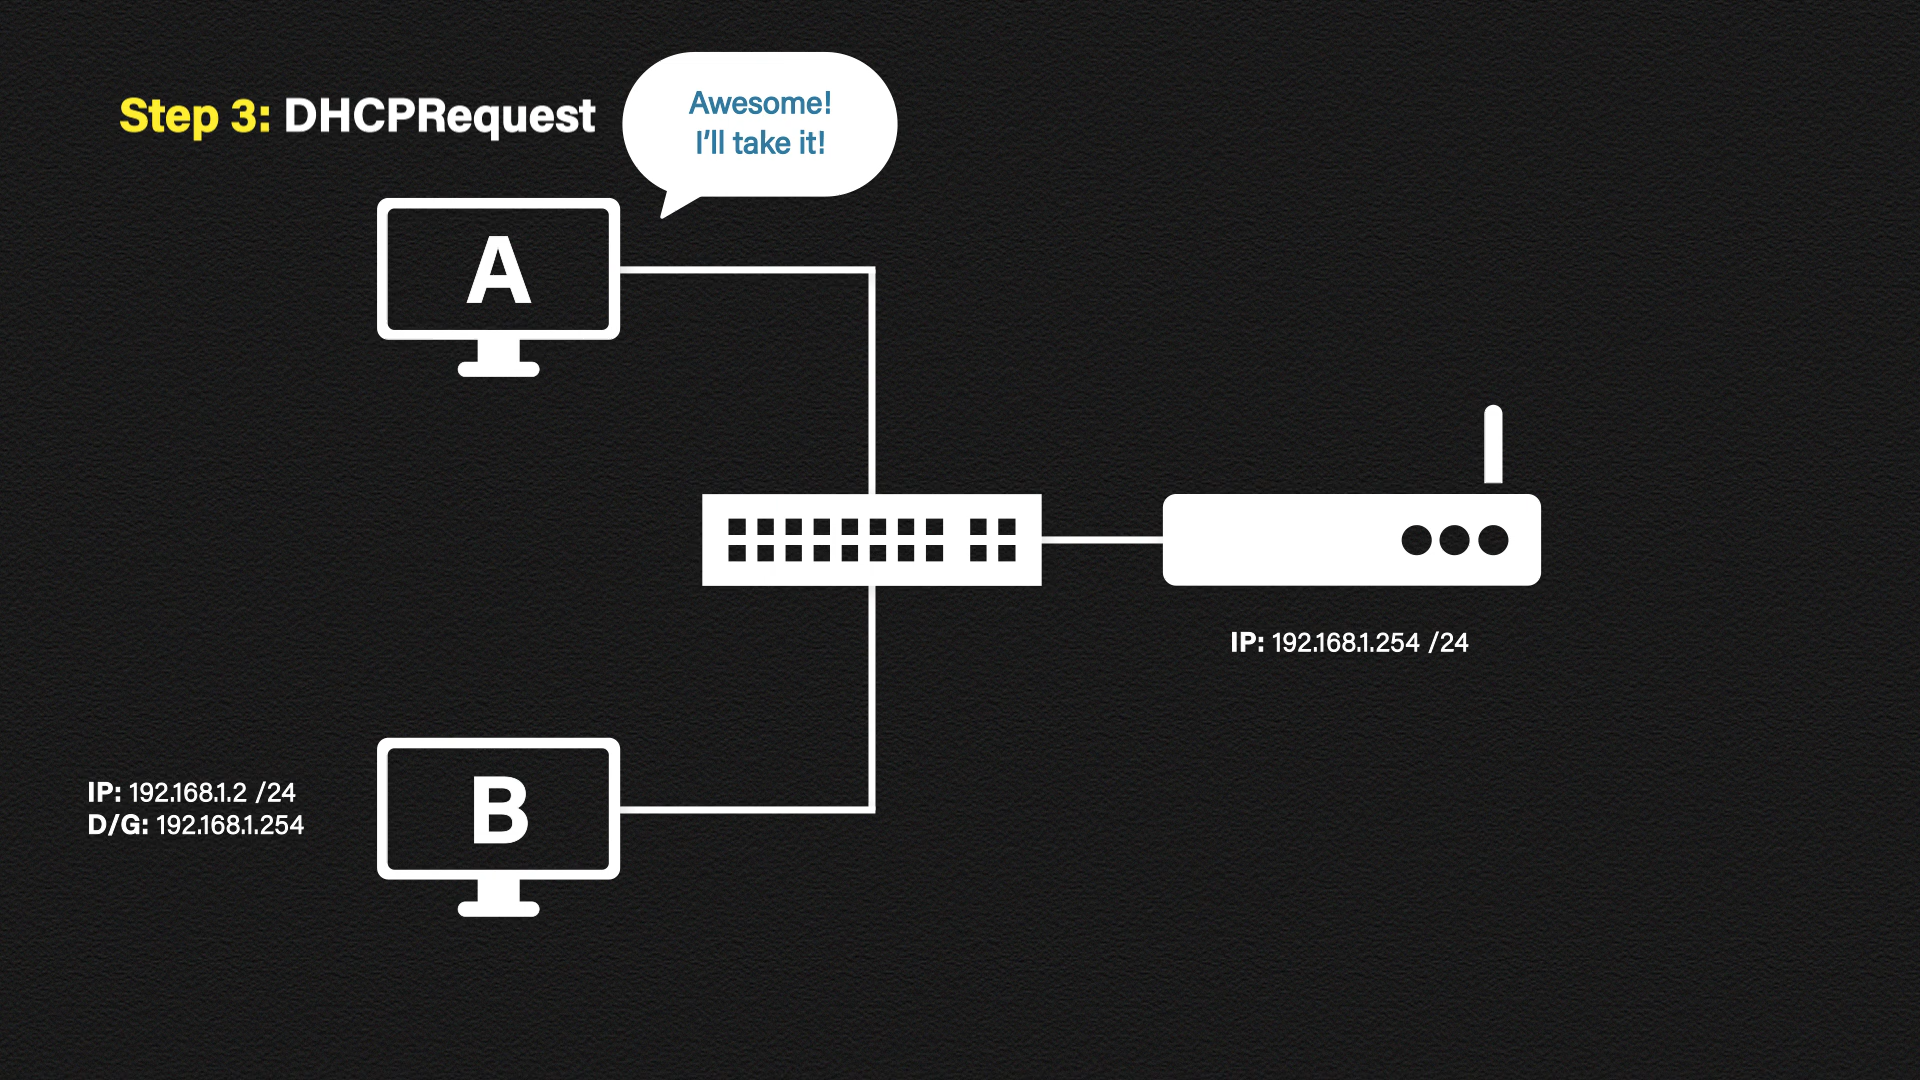 Step 3: DHCPRequest
Awesome!
I'll take it!
A
IP: 192.168.1.254 /24
IP: 192.168.1.2 /24
D/G: 192.168.1.254
B